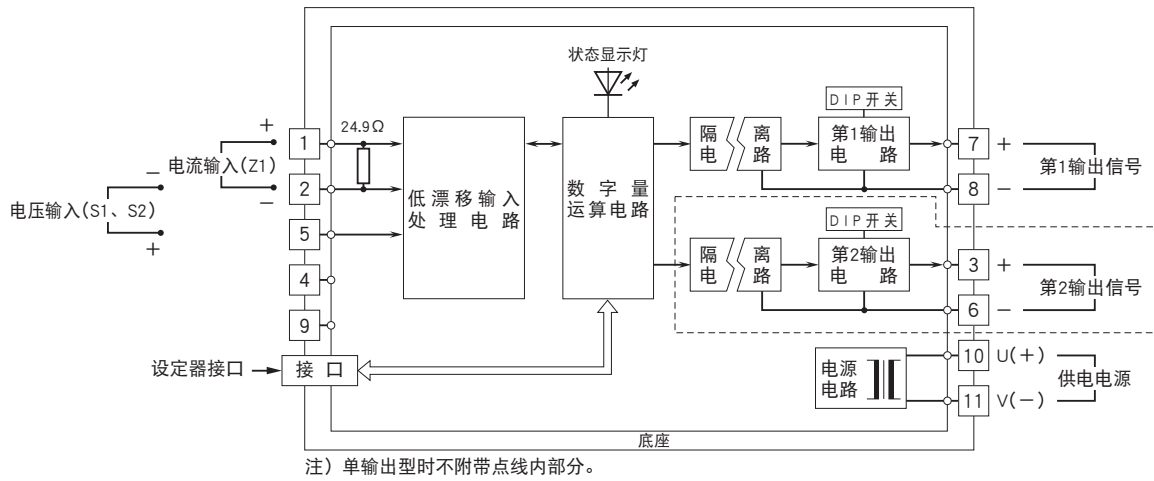 状态显示灯
DIP开关
24.9Ω
+
1
电流输入(Z1)
−
2
−
电压输入(S1、S2)
+
5
4
9
设定器接口
接 口
低漂移输入
处 理 电 路
数 字 量
运算电路
隔 离
电 路
第1输出
电 路
7
+
第1输出信号
8
−
DIP开关
隔 离
电 路
第2输出
电 路
3
+
第2输出信号
6
−
电源
电路
10
U(+)
供电电源
11
V(−)
底座
注）单输出型时不附带点线内部分。